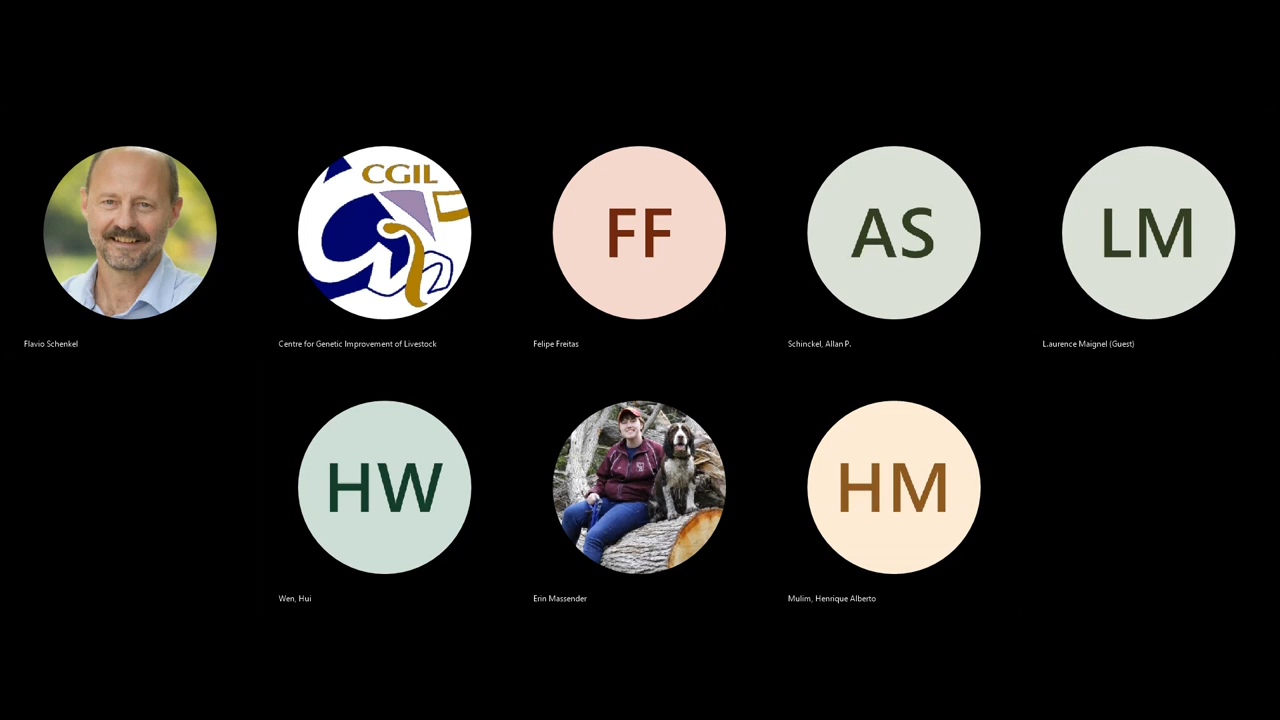 CGIL
FF
AS
LM
Flavio Schenkel
Centre for Genetic Improvement of Livestock
Felipe Freitas
Schinckel, Allan P.
Laurence Maignel (Guest)
HW
HM
Wen, Hui
Erin Massender
Mulim, Henrique Alberto